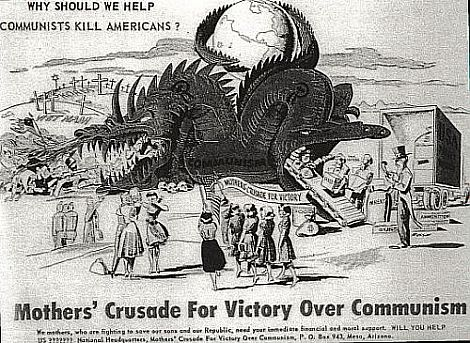 WHY SHOULD WE HELP
COMMUNISTS KILL AMERICANS ?
VIET NAM
COMMUNISM
MOTHERS' CRUSADE FOR VICTORY
AMMUNITION
Mothers' Crusade For Victory Over Communism
We mothers, who are fighting to save our sons and our Republic, need your immediate financial and moral support. WILL YOU HELP
US ??????? National Headquarters, Mothers' Crusade For Victory Over Communism, P. O. Box 943, Mesa, Arizona.